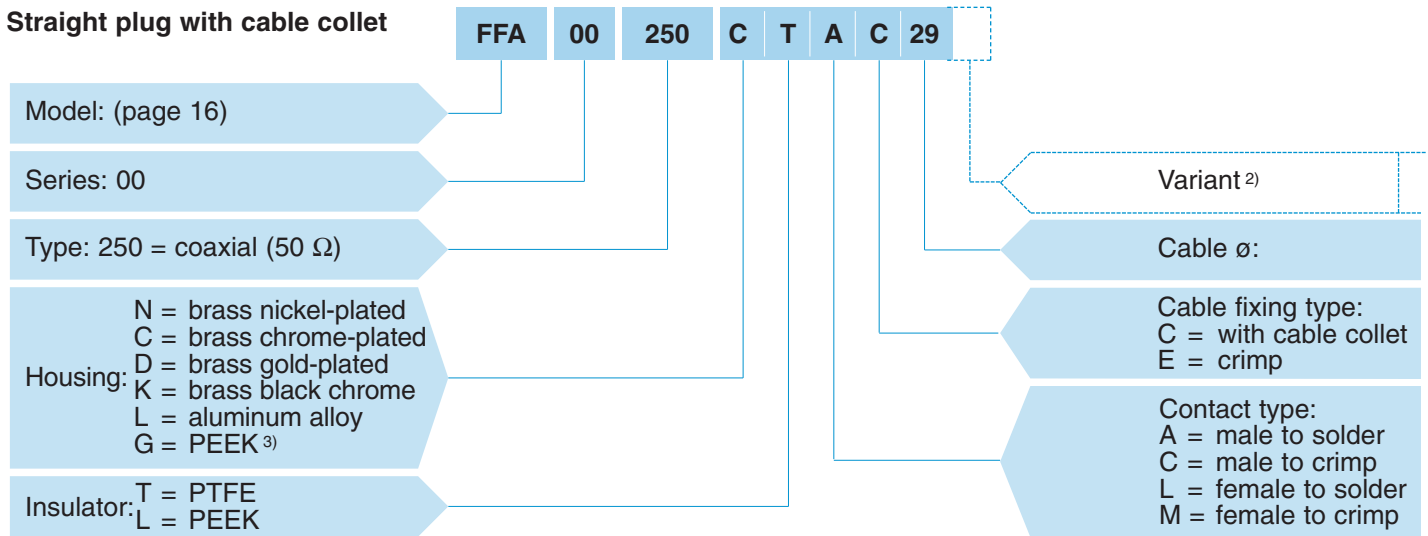 Straight plug with cable collet
FFA 00 250 C T A C 29
Model: (page 16)
Series: 00
Type: 250 = coaxial (50 Ω)
Housing:
N = brass nickel-plated
C = brass chrome-plated
D = brass gold-plated
K = brass black chrome
L = aluminum alloy
G = PEEK 3)
Insulator:
T = PTFE
L = PEEK
Variant 2)
Cable ø:
Cable fixing type:
C = with cable collet
E = crimp
Contact type:
A = male to solder
C = male to crimp
L = female to solder
M = female to crimp